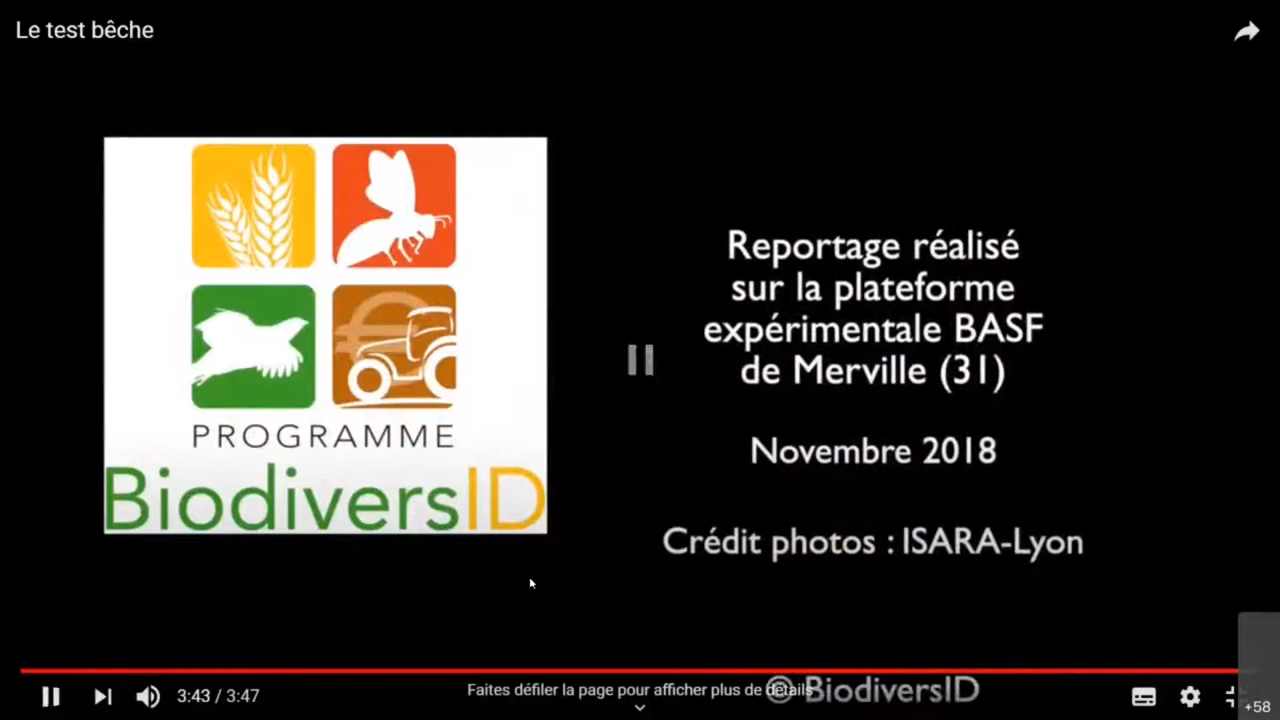 Le test bêche
PROGRAMME
BiodiversID
Reportage réalisé
sur la plateforme
expérimentale BASF
de Merville (31)
Novembre 2018
Crédit photos : ISARA-Lyon
© BiodiversID
3:43 / 3:47
Faites défiler la page pour afficher plus de détails
+58